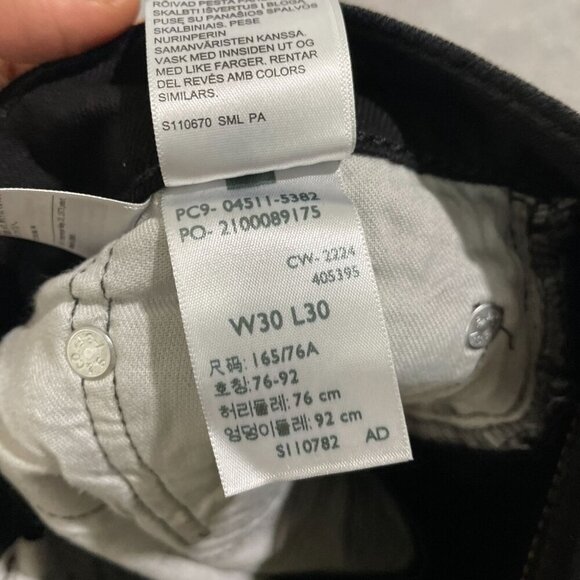 RÕIVAD PESTA
SKALBTI IŠVERTUS Į BLOGĄ
PUSĘ SU PANAŠIOS SPALVOS
SKALBINIAIS. PESE
NURINPERIN
SAMANVÄRISTEN KANSSA.
VASK MED INNSIDEN UT OG
MED LIKE FARGER. RENTAR
DEL REVÉS AMB COLORS
SIMILARS.
S110670 SML PA
PC9- 04511-5382
PO- 2100089175
CW- 2224
405395
W30 L30
尺码: 165/76A
호칭: 76-92
허리둘레: 76 cm
엉덩이둘레: 92 cm
S110782 AD